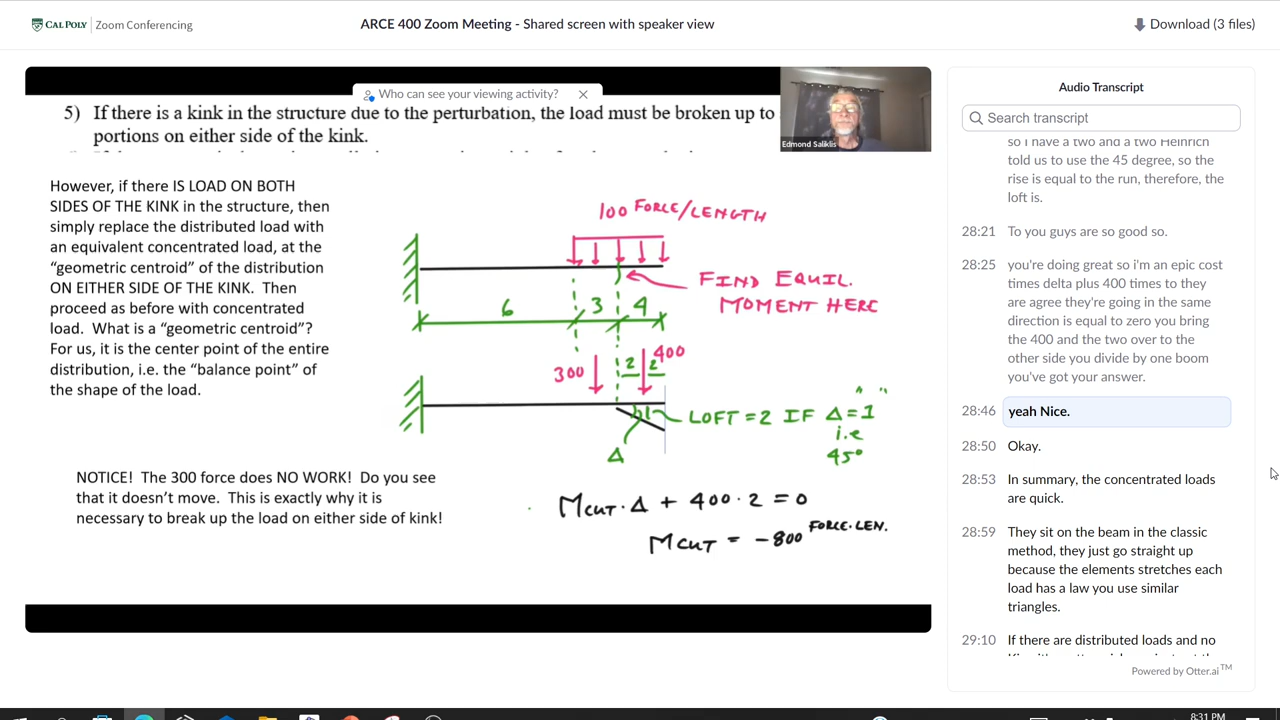 CAL POLY | Zoom Conferencing
ARCE 400 Zoom Meeting - Shared screen with speaker view
Download (3 files)
Who can see your viewing activity?
5) If there is a kink in the structure due to the perturbation, the load must be broken up to
portions on either side of the kink.
Edmond Saliklis
However, if there IS LOAD ON BOTH
SIDES OF THE KINK in the structure, then
simply replace the distributed load with
an equivalent concentrated load, at the
"geometric centroid" of the distribution
ON EITHER SIDE OF THE KINK. Then
proceed as before with concentrated
load. What is a "geometric centroid"?
For us, it is the center point of the entire
distribution, i.e. the "balance point" of
the shape of the load.
100 FORCE/LENGTH
FIND EQUIL.
MOMENT HERE
6 3 4
300 2 2 400
LOFT = 2 IF Δ = 1
i.e
45°
Δ
NOTICE! The 300 force does NO WORK! Do you see
that it doesn't move. This is exactly why it is
necessary to break up the load on either side of kink!
MCUT · Δ + 400 · 2 = 0
MCUT = -800 FORCE·LEN.
Audio Transcript
Search transcript
so I have a two and a two Heinrich
told us to use the 45 degree, so the
rise is equal to the run, therefore, the
loft is.
28:21 To you guys are so good so.
28:25 you're doing great so i'm an epic cost
times delta plus 400 times to they
are agree they're going in the same
direction is equal to zero you bring
the 400 and the two over to the
other side you divide by one boom
you've got your answer.
28:46 yeah Nice.
28:50 Okay.
28:53 In summary, the concentrated loads
are quick.
28:59 They sit on the beam in the classic
method, they just go straight up
because the elements stretches each
load has a law you use similar
triangles.
29:10 If there are distributed loads and no
Powered by Otter.ai TM
8:31 PM